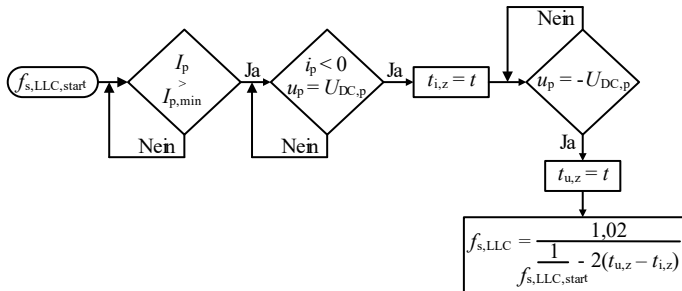 f_s,LLC,start
I_p
>
I_p,min
Ja
Nein
i_p < 0
u_p = U_DC,p
Ja
Nein
t_i,z = t
Nein
u_p = -U_DC,p
Ja
t_u,z = t
f_s,LLC = 1,02 / (1 / f_s,LLC,start - 2(t_u,z – t_i,z))